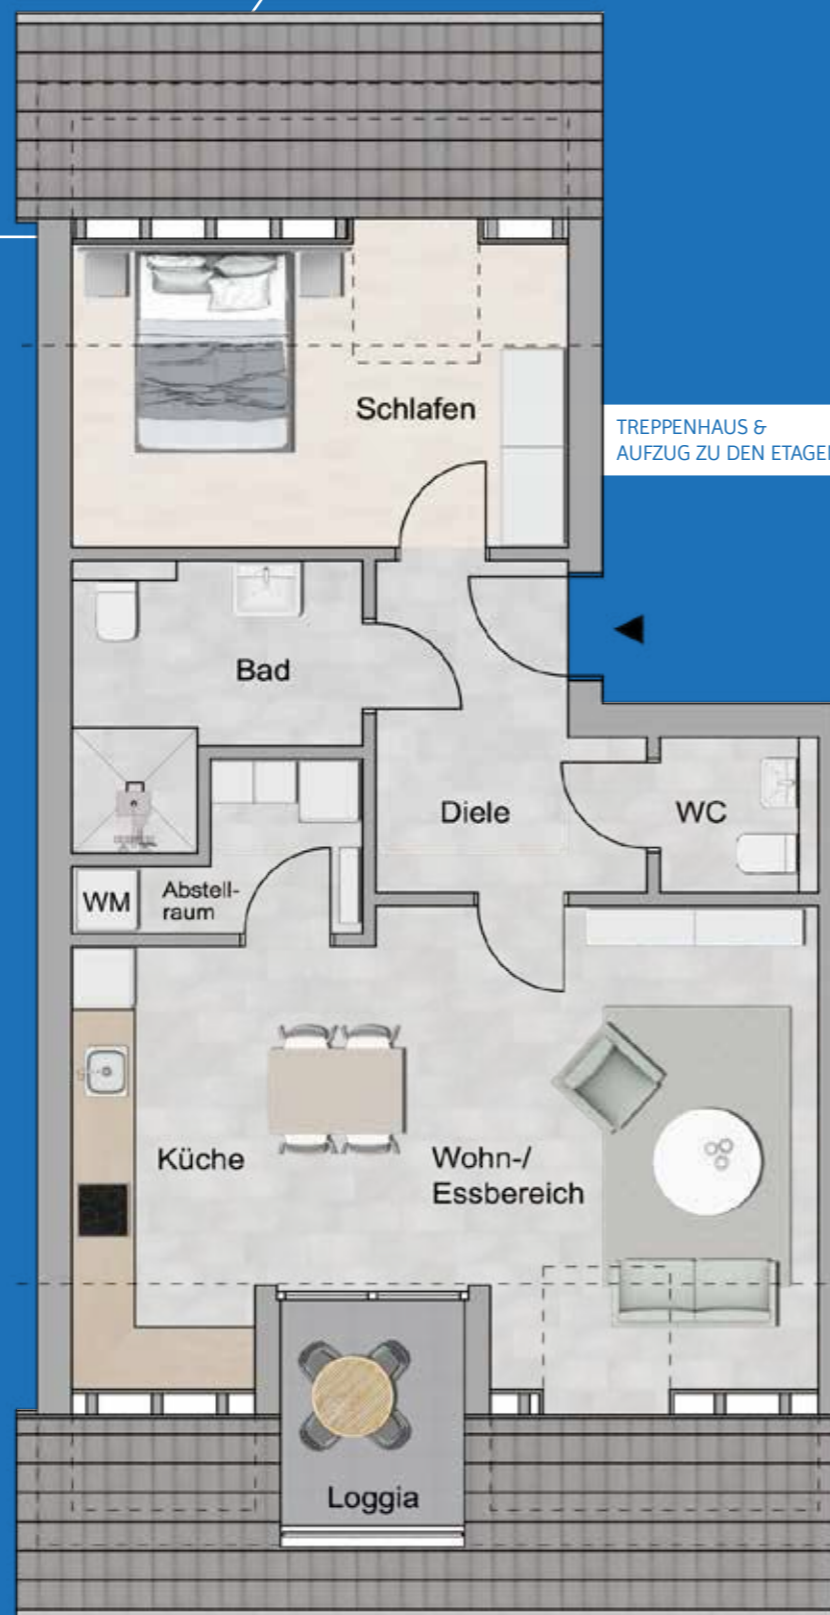 Schlafen
TREPPENHAUS &
AUFZUG ZU DEN ETAGEN
Bad
Diele
WC
WM
Abstell-
raum
Küche
Wohn-/
Essbereich
Loggia